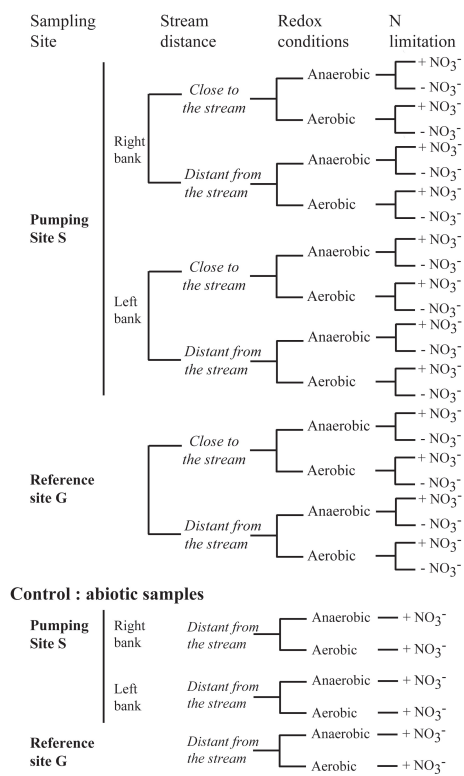 Sampling Site
Stream distance
Redox conditions
N limitation
Pumping Site S
Right bank
Close to the stream
Anaerobic
+ NO3-
- NO3-
Aerobic
+ NO3-
- NO3-
Distant from the stream
Anaerobic
+ NO3-
- NO3-
Aerobic
+ NO3-
- NO3-
Left bank
Close to the stream
Anaerobic
+ NO3-
- NO3-
Aerobic
+ NO3-
- NO3-
Distant from the stream
Anaerobic
+ NO3-
- NO3-
Aerobic
+ NO3-
- NO3-
Reference site G
Close to the stream
Anaerobic
+ NO3-
- NO3-
Aerobic
+ NO3-
- NO3-
Distant from the stream
Anaerobic
+ NO3-
- NO3-
Aerobic
+ NO3-
- NO3-
Control : abiotic samples
Pumping Site S
Right bank
Distant from the stream
Anaerobic
+ NO3-
Aerobic
+ NO3-
Left bank
Distant from the stream
Anaerobic
+ NO3-
Aerobic
+ NO3-
Reference site G
Distant from the stream
Anaerobic
+ NO3-
Aerobic
+ NO3-